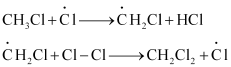 CH₃Cl + Ċl ⟶ ĊH₂Cl + HCl
ĊH₂Cl + Cl − Cl ⟶ CH₂Cl₂ + Ċl